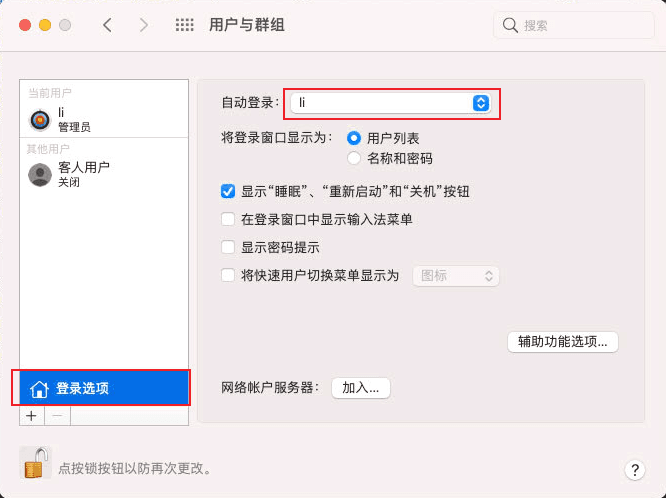 用户与群组
搜索
当前用户
li
管理员
其他用户
客人用户
关闭
登录选项
自动登录：
li
将登录窗口显示为：
用户列表
名称和密码
显示“睡眠”、“重新启动”和“关机”按钮
在登录窗口中显示输入法菜单
显示密码提示
将快速用户切换菜单显示为
图标
辅助功能选项...
网络帐户服务器：
加入...
点按锁按钮以防再次更改。
?